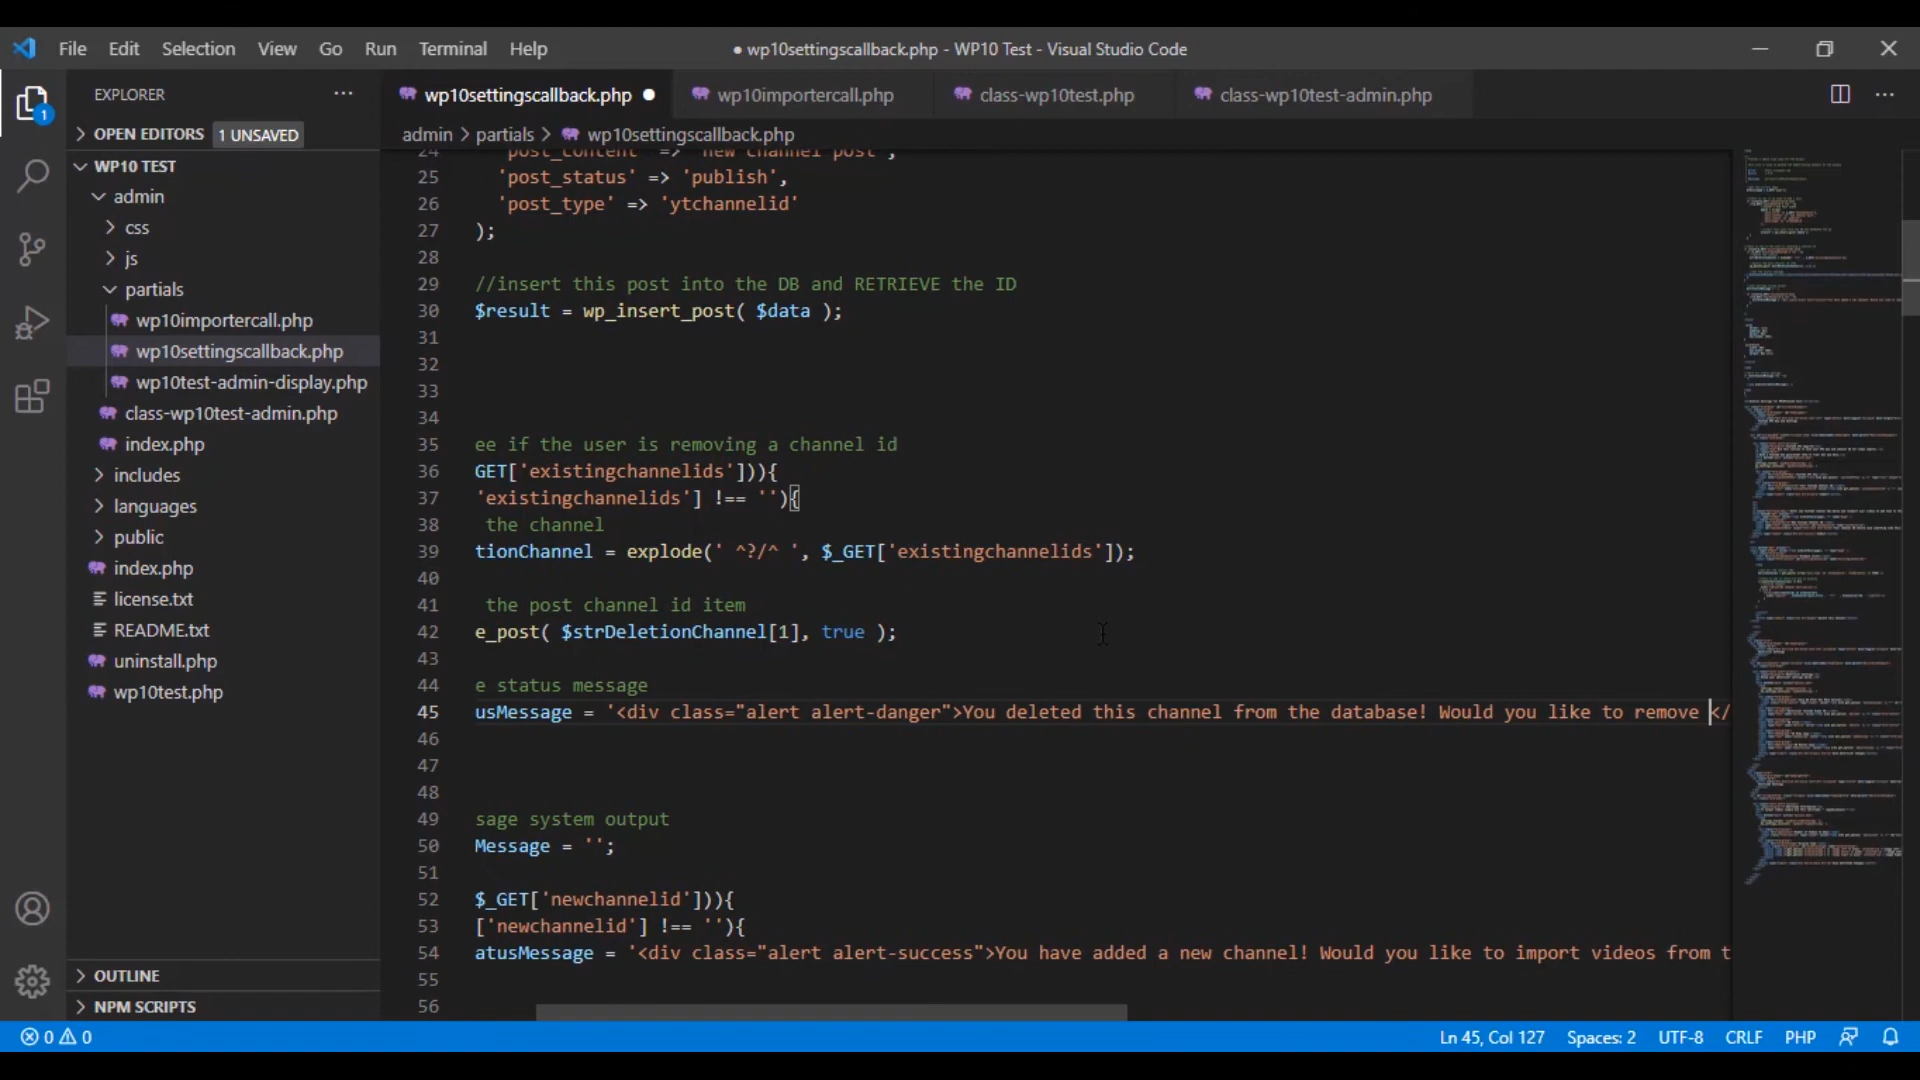 File Edit Selection View Go Run Terminal Help
● wp10settingscallback.php - WP10 Test - Visual Studio Code
EXPLORER
wp10settingscallback.php ● wp10importercall.php class-wp10test.php class-wp10test-admin.php
1
OPEN EDITORS 1 UNSAVED
admin > partials > wp10settingscallback.php
WP10 TEST
admin
css
js
partials
wp10importercall.php
wp10settingscallback.php
wp10test-admin-display.php
class-wp10test-admin.php
index.php
includes
languages
public
index.php
license.txt
README.txt
uninstall.php
wp10test.php
OUTLINE
NPM SCRIPTS
24 'post_content' => 'new channel post',
25 'post_status' => 'publish',
26 'post_type' => 'ytchannelid'
27 );
28
29 //insert this post into the DB and RETRIEVE the ID
30 $result = wp_insert_post( $data );
31
32
33
34
35 ee if the user is removing a channel id
36 GET['existingchannelids'])){
37 'existingchannelids'] !== ''){
38 the channel
39 tionChannel = explode(' ^?/^ ', $_GET['existingchannelids']);
40
41 the post channel id item
42 e_post( $strDeletionChannel[1], true );
43
44 e status message
45 usMessage = '<div class="alert alert-danger">You deleted this channel from the database! Would you like to remove </
46
47
48
49 sage system output
50 Message = '';
51
52 $_GET['newchannelid'])){
53 ['newchannelid'] !== ''){
54 atusMessage = '<div class="alert alert-success">You have added a new channel! Would you like to import videos from t
55
56
0 0 Ln 45, Col 127 Spaces: 2 UTF-8 CRLF PHP